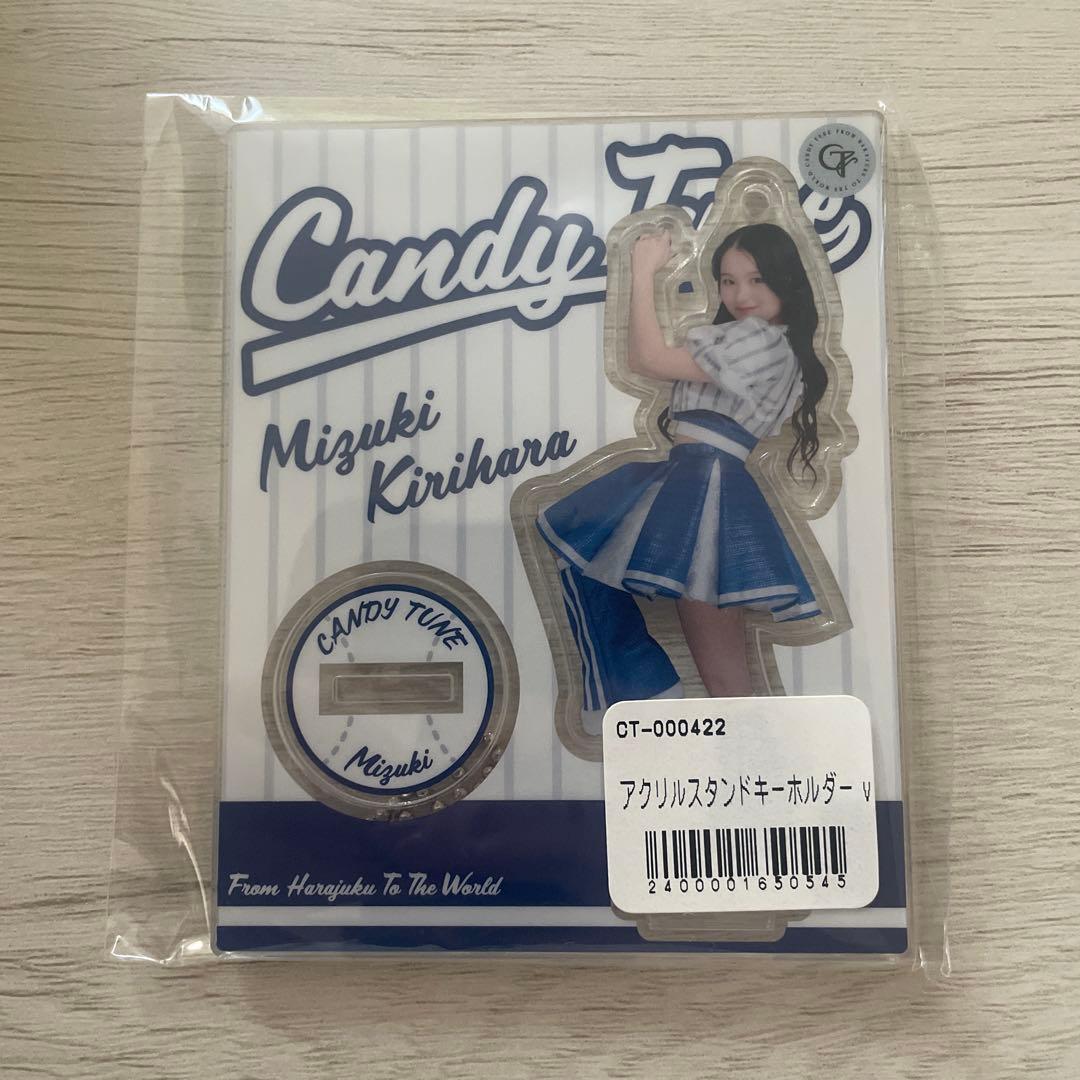 Candy Tune
Mizuki
Kirihara
CANDY TUNE
Mizuki
CT-000422
アクリルスタンドキーホルダー V
2400001650545
From Harajuku To The World